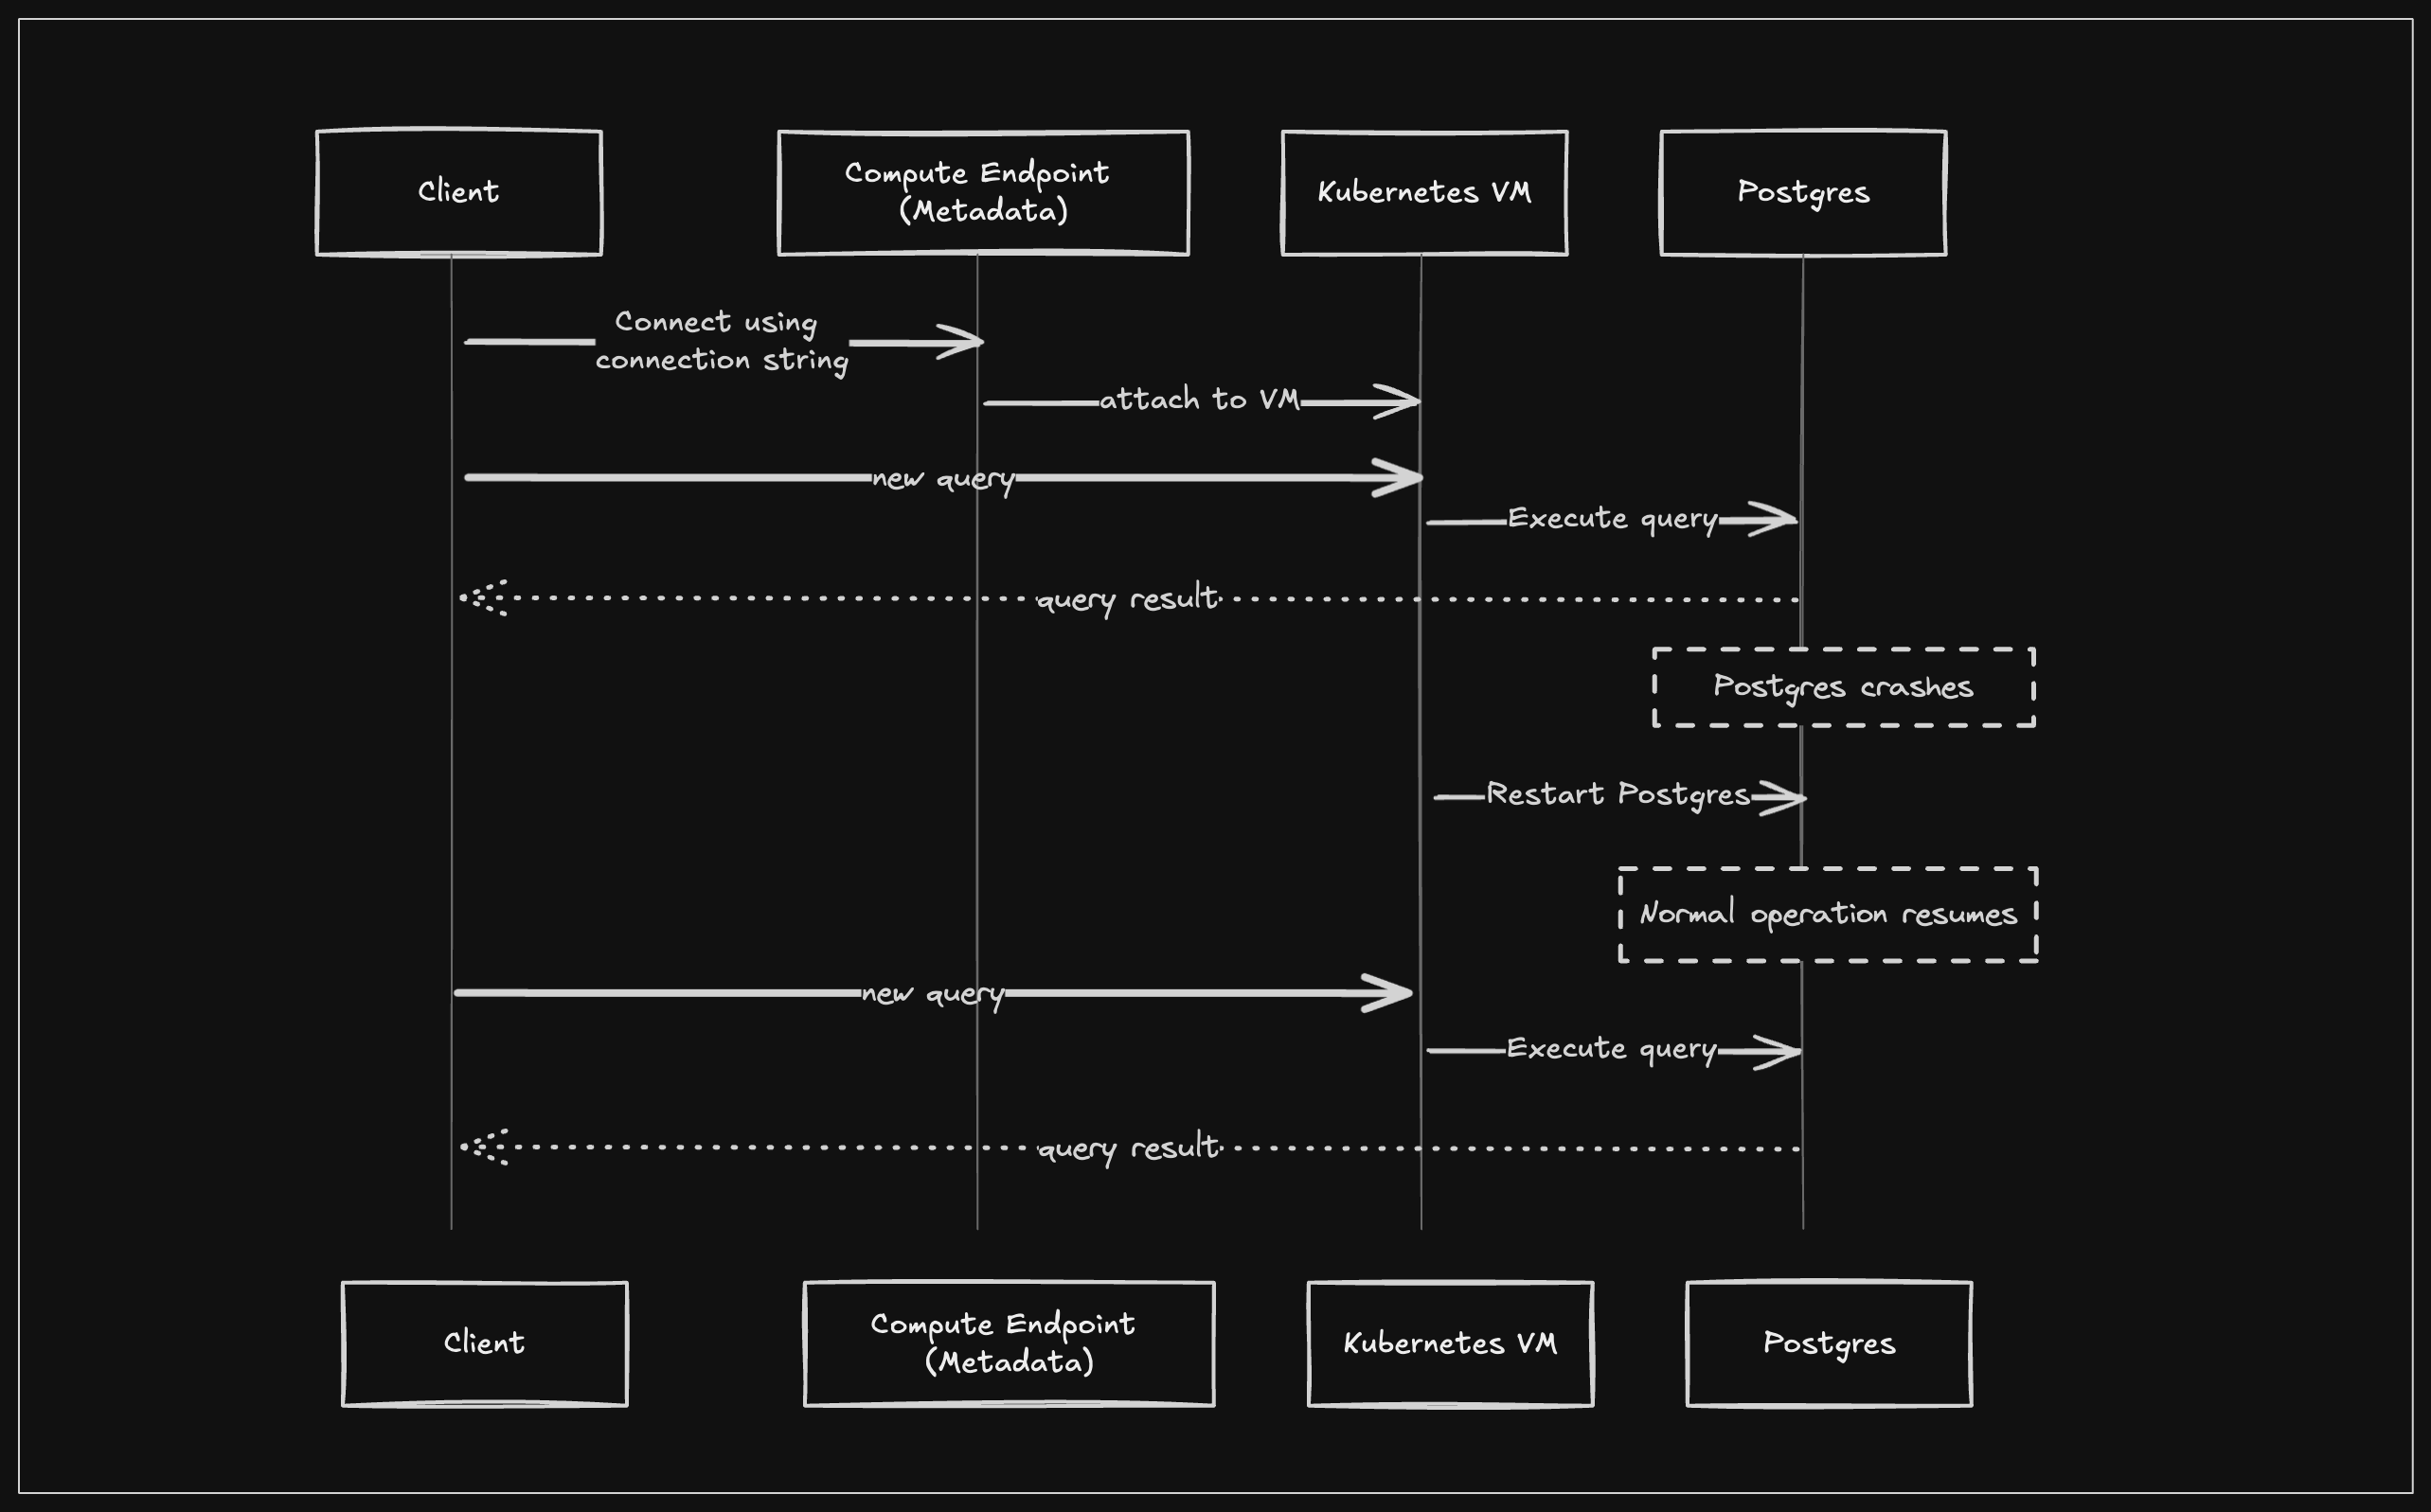 Client
Compute Endpoint
(Metadata)
Kubernetes VM
Postgres
Connect using
connection string
attach to VM
new query
Execute query
query result
Postgres crashes
Restart Postgres
Normal operation resumes
new query
Execute query
query result
Client
Compute Endpoint
(Metadata)
Kubernetes VM
Postgres